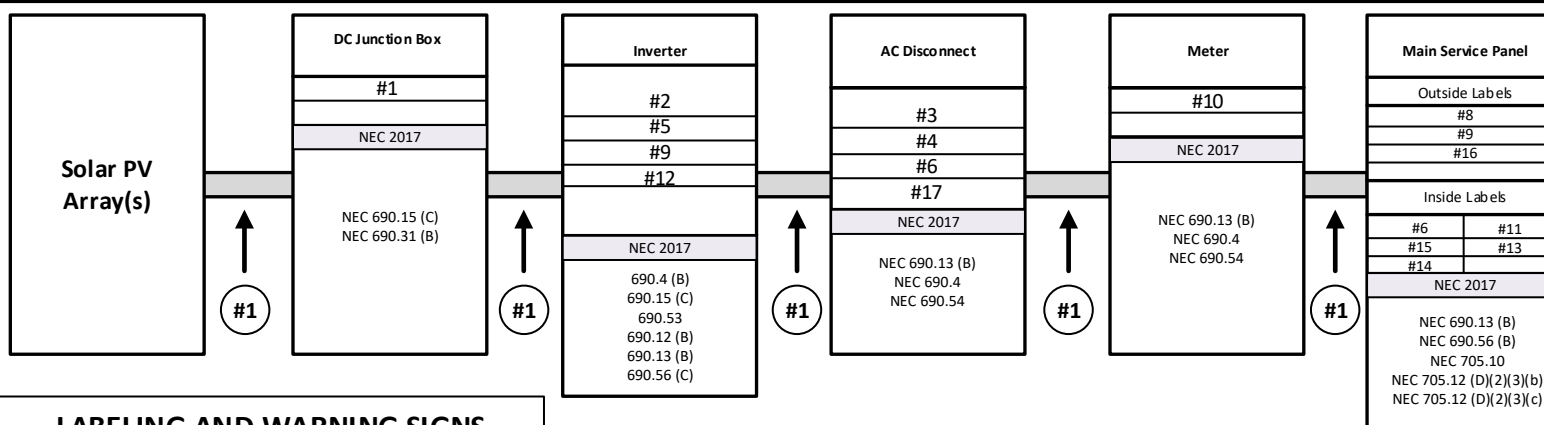 Solar PV
Array(s)
#1
DC Junction Box
#1
NEC 2017
NEC 690.15 (C)
NEC 690.31 (B)
#1
Inverter
#2
#5
#9
#12
NEC 2017
690.4 (B)
690.15 (C)
690.53
690.12 (B)
690.13 (B)
690.56 (C)
#1
AC Disconnect
#3
#4
#6
#17
NEC 2017
NEC 690.13 (B)
NEC 690.4
NEC 690.54
#1
Meter
#10
NEC 2017
NEC 690.13 (B)
NEC 690.4
NEC 690.54
#1
Main Service Panel
Outside Labels
#8
#9
#16
Inside Labels
#6 #11
#15 #13
#14
NEC 2017
NEC 690.13 (B)
NEC 690.56 (B)
NEC 705.10
NEC 705.12 (D)(2)(3)(b)
NEC 705.12 (D)(2)(3)(c)
LABELING AND WARNING SIGNS